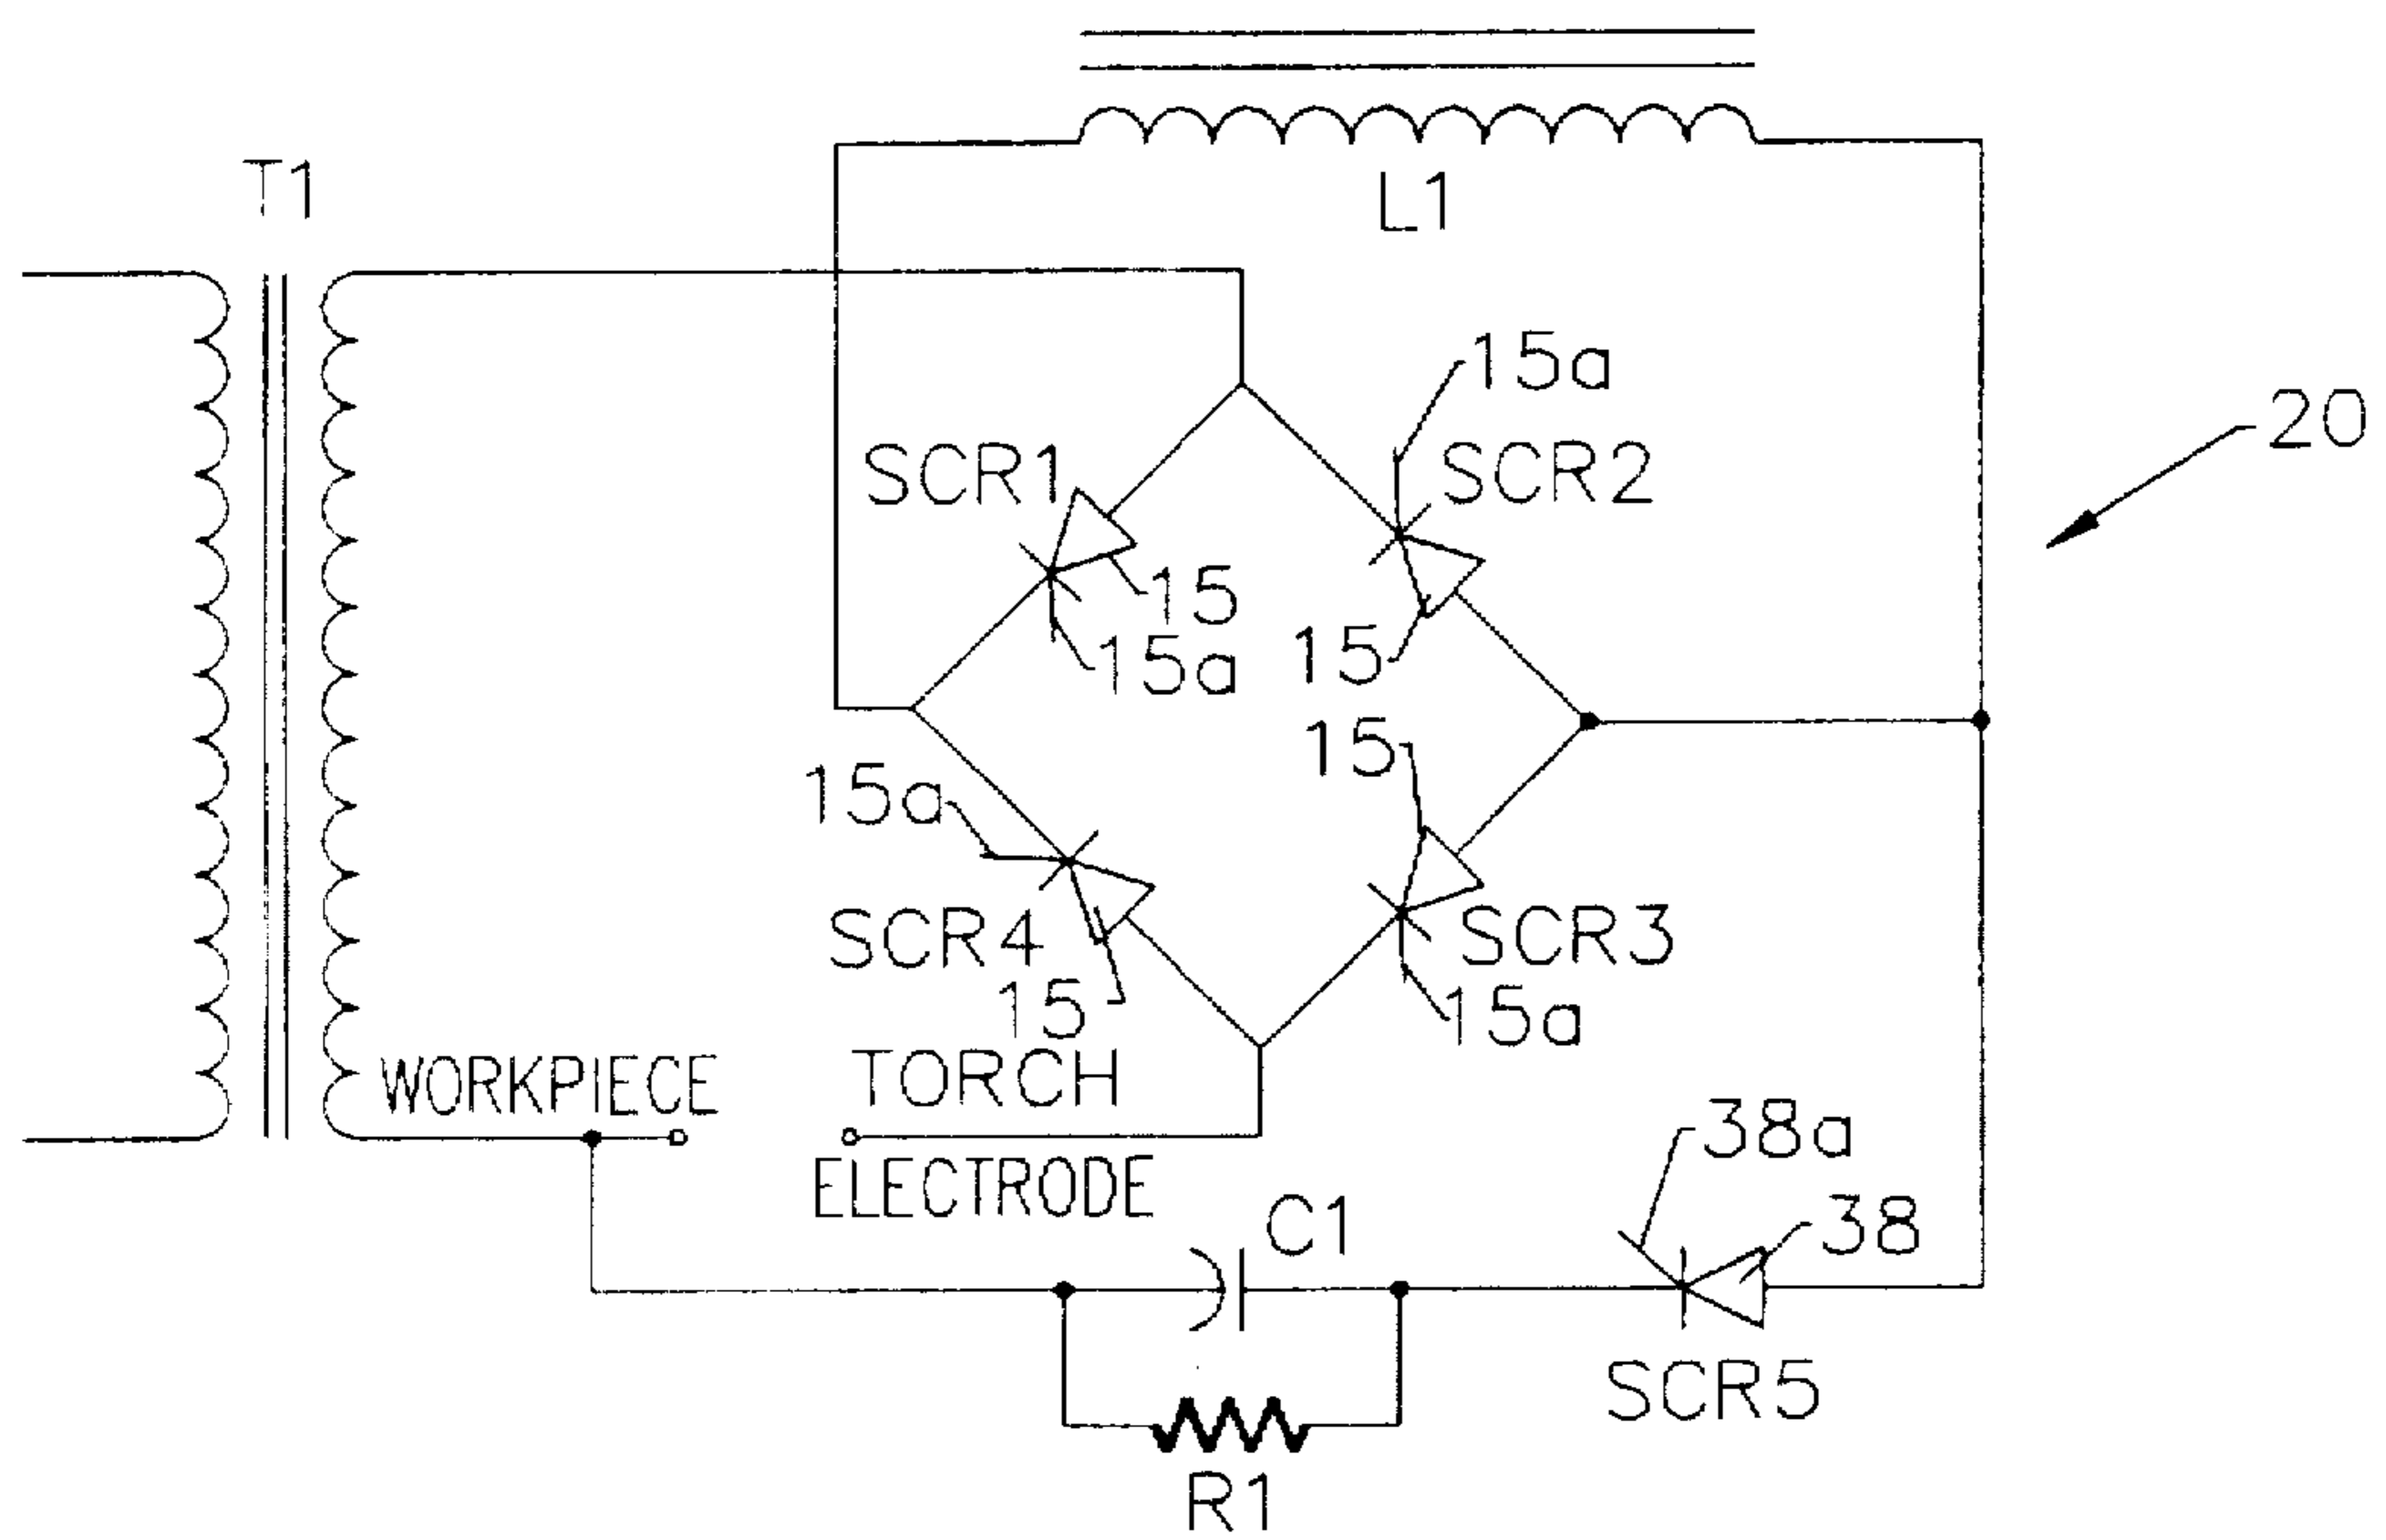 T1
L1
15a
20
SCR1
SCR2
15
15a
15
15
15a
SCR4
SCR3
15
15a
WORKPIECE
TORCH
ELECTRODE
38a
C1
38
SCR5
R1